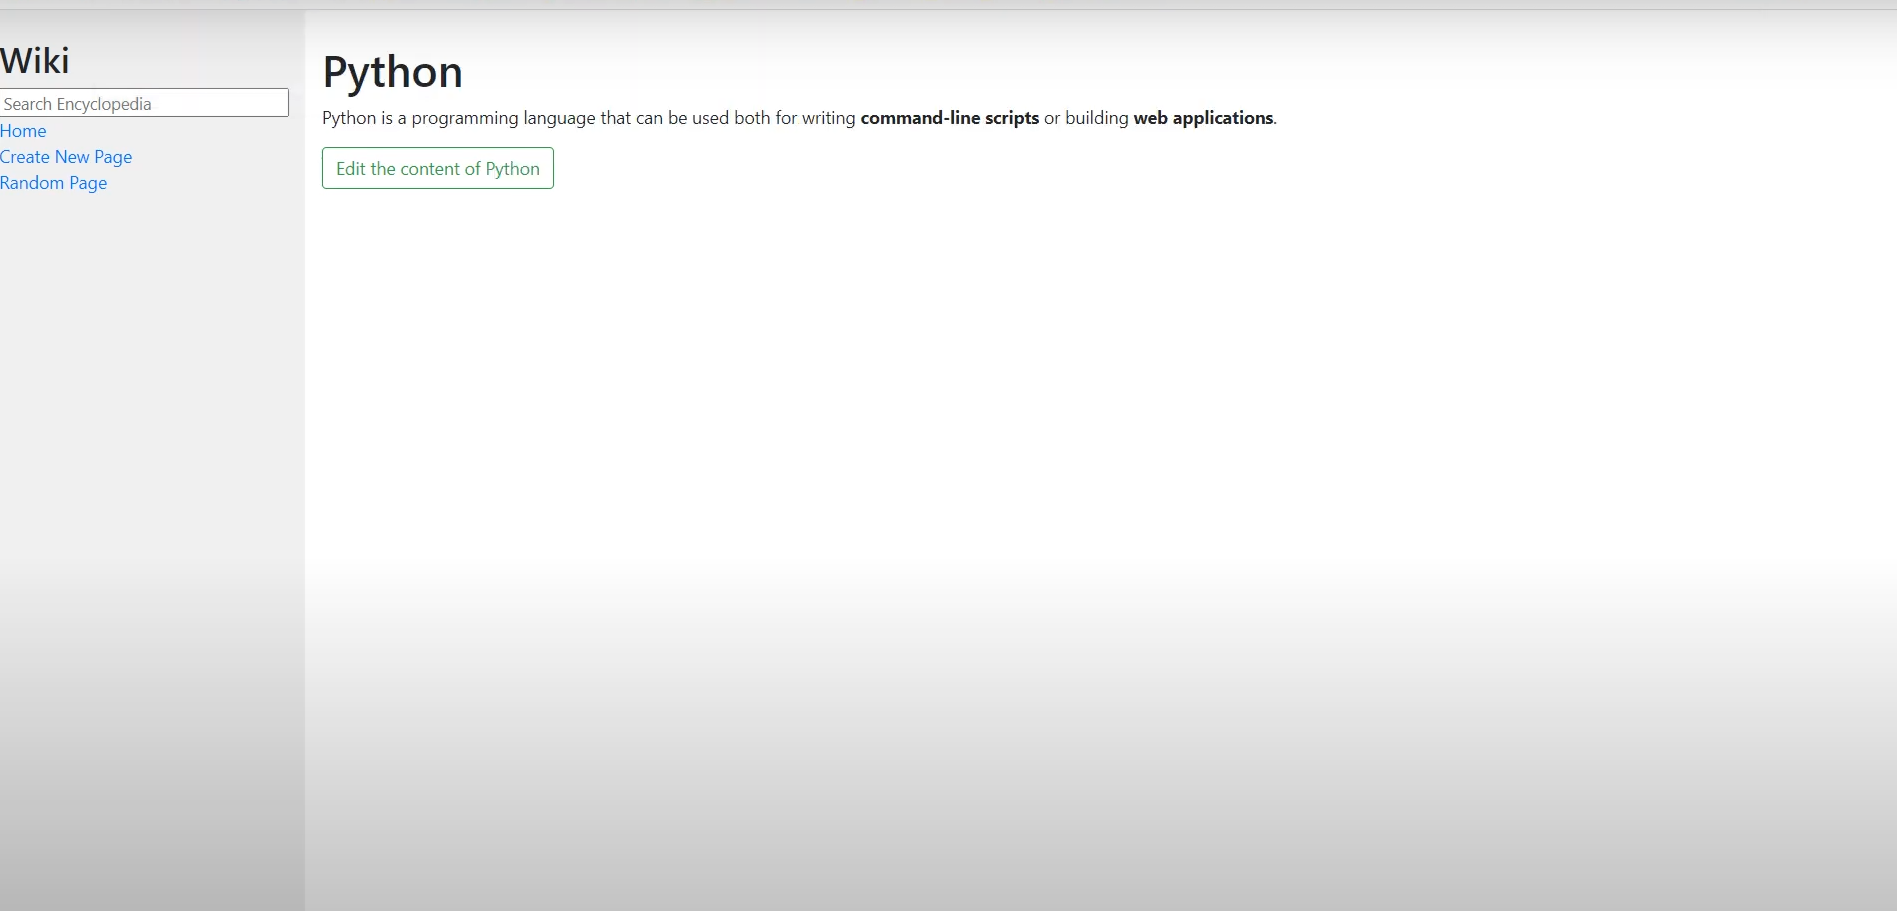 Wiki
Search Encyclopedia
Home
Create New Page
Random Page
Python
Python is a programming language that can be used both for writing command-line scripts or building web applications.
Edit the content of Python